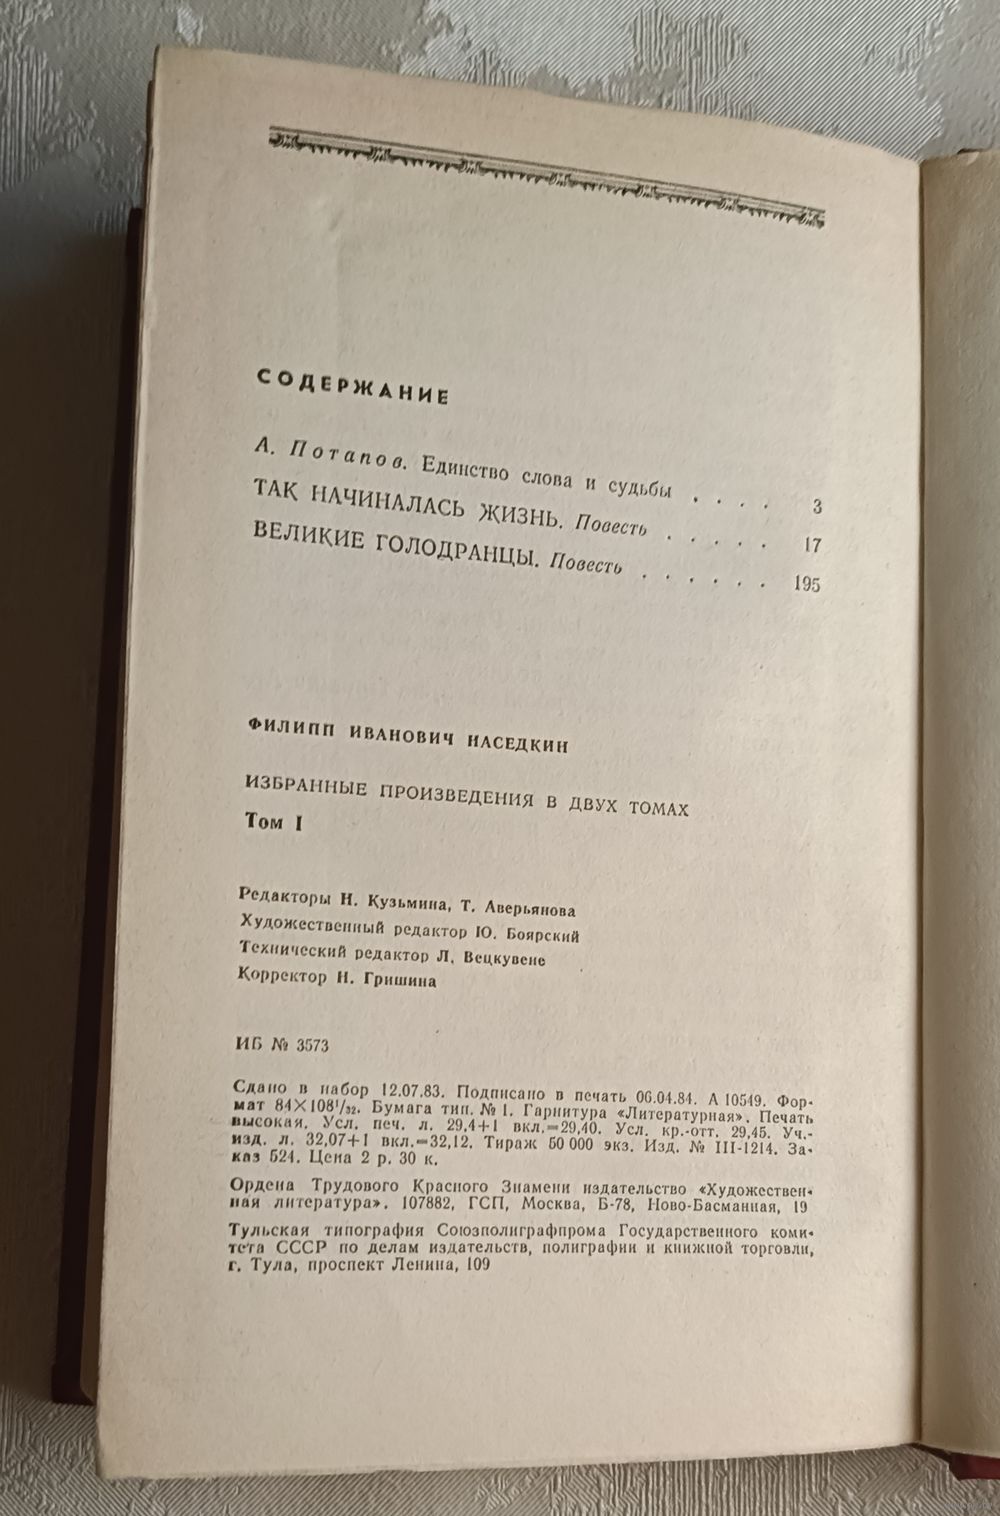 СОДЕРЖАНИЕ
А. Потапов. Единство слова и судьбы . . . . 3
ТАК НАЧИНАЛАСЬ ЖИЗНЬ. Повесть . . . . . 17
ВЕЛИКИЕ ГОЛОДРАНЦЫ. Повесть . . . . . . 195
ФИЛИПП ИВАНОВИЧ НАСЕДКИН
ИЗБРАННЫЕ ПРОИЗВЕДЕНИЯ В ДВУХ ТОМАХ
Том I
Редакторы Н. Кузьмина, Т. Аверьянова
Художественный редактор Ю. Боярский
Технический редактор Л. Вецкувене
Корректор Н. Гришина
ИБ № 3573
Сдано в набор 12.07.83. Подписано в печать 06.04.84. А 10549. Фор-
мат 84×108¹/₃₂. Бумага тип. № 1. Гарнитура «Литературная». Печать
высокая. Усл. печ. л. 29,4+1 вкл.=29,40. Усл. кр.-отт. 29,45. Уч.-
изд. л. 32,07+1 вкл.=32,12. Тираж 50 000 экз. Изд. № III-1214. За-
каз 524. Цена 2 р. 30 к.
Ордена Трудового Красного Знамени издательство «Художествен-
ная литература». 107882, ГСП, Москва, Б-78, Ново-Басманная, 19
Тульская типография Союзполиграфпрома Государственного коми-
тета СССР по делам издательств, полиграфии и книжной торговли,
г. Тула, проспект Ленина, 109